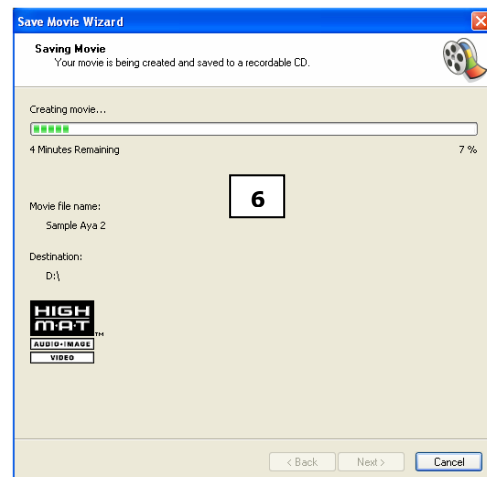 Save Movie Wizard
Saving Movie
Your movie is being created and saved to a recordable CD.
Creating movie...
4 Minutes Remaining 7 %
6
Movie file name:
Sample Aya 2
Destination:
D:\
HIGH
M·A·T TM
AUDIO•IMAGE
VIDEO
< Back Next > Cancel